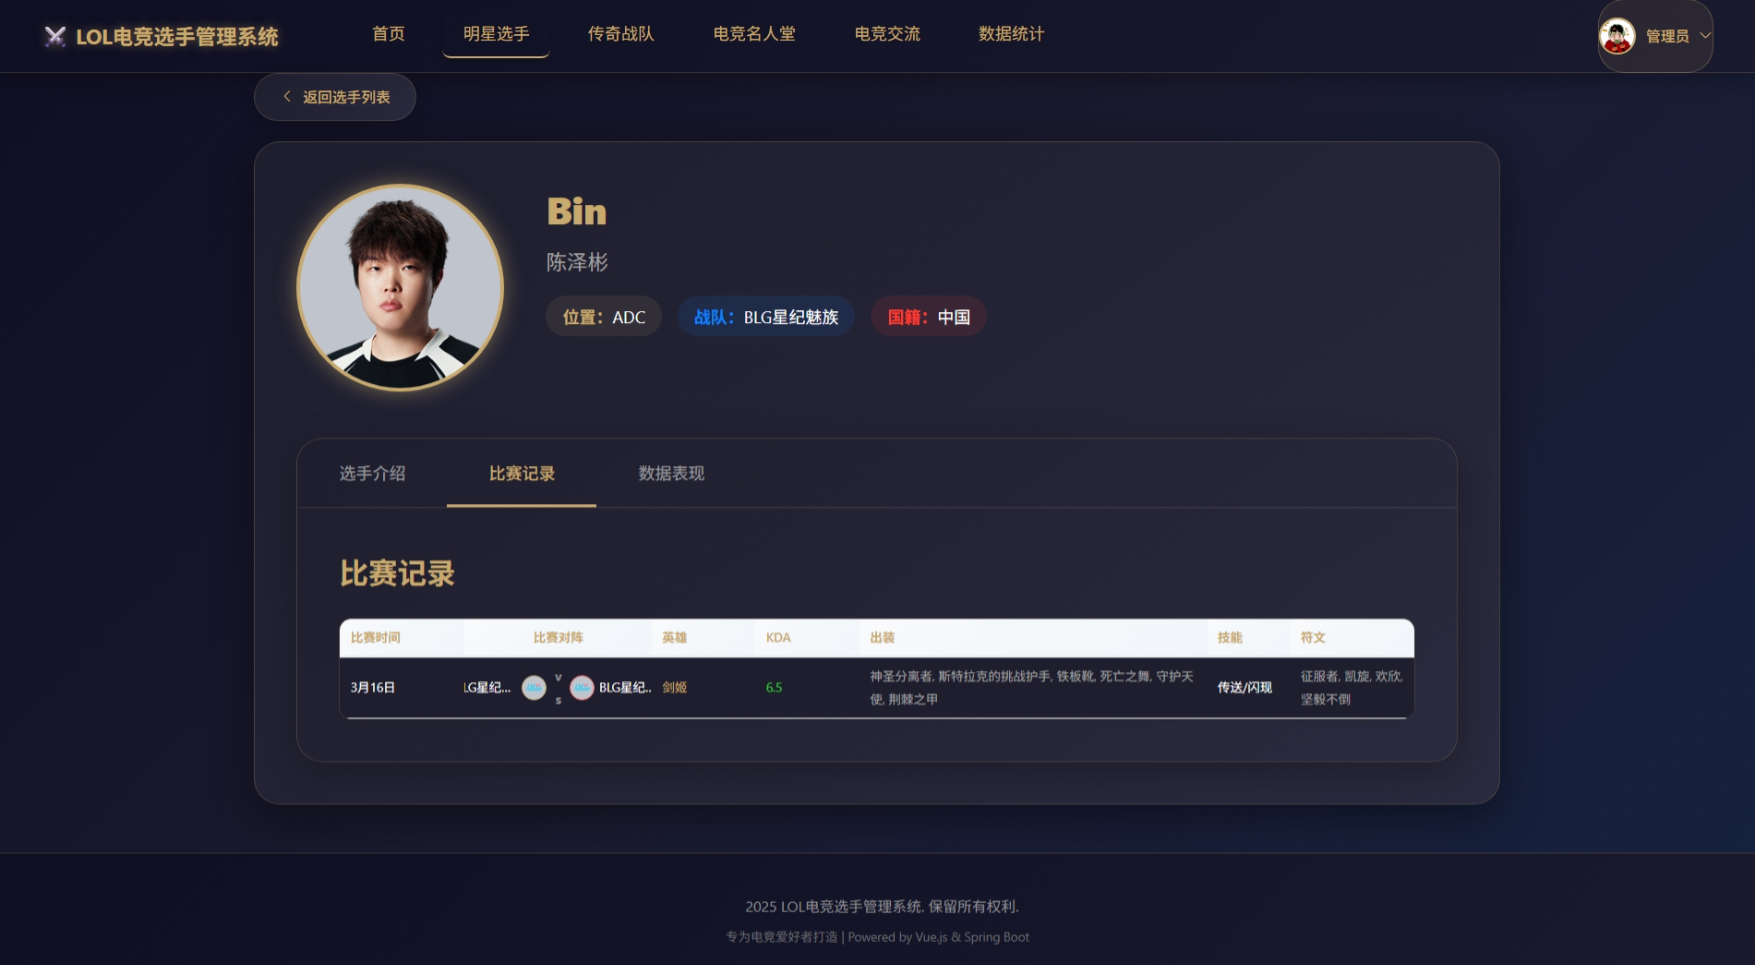 LOL电竞选手管理系统
首页
明星选手
传奇战队
电竞名人堂
电竞交流
数据统计
管理员
返回选手列表
Bin
陈泽彬
位置：ADC
战队：BLG星纪魅族
国籍：中国
选手介绍
比赛记录
数据表现
比赛记录
比赛时间 比赛对阵 英雄 KDA 出装 技能 符文
3月16日
LG星纪...
v
s
BLG星纪..
剑姬
6.5
神圣分离者, 斯特拉克的挑战护手, 铁板靴, 死亡之舞, 守护天
使, 荆棘之甲
传送/闪现
征服者, 凯旋, 欢欣,
坚毅不倒
2025 LOL电竞选手管理系统. 保留所有权利.
专为电竞爱好者打造 | Powered by Vue.js & Spring Boot